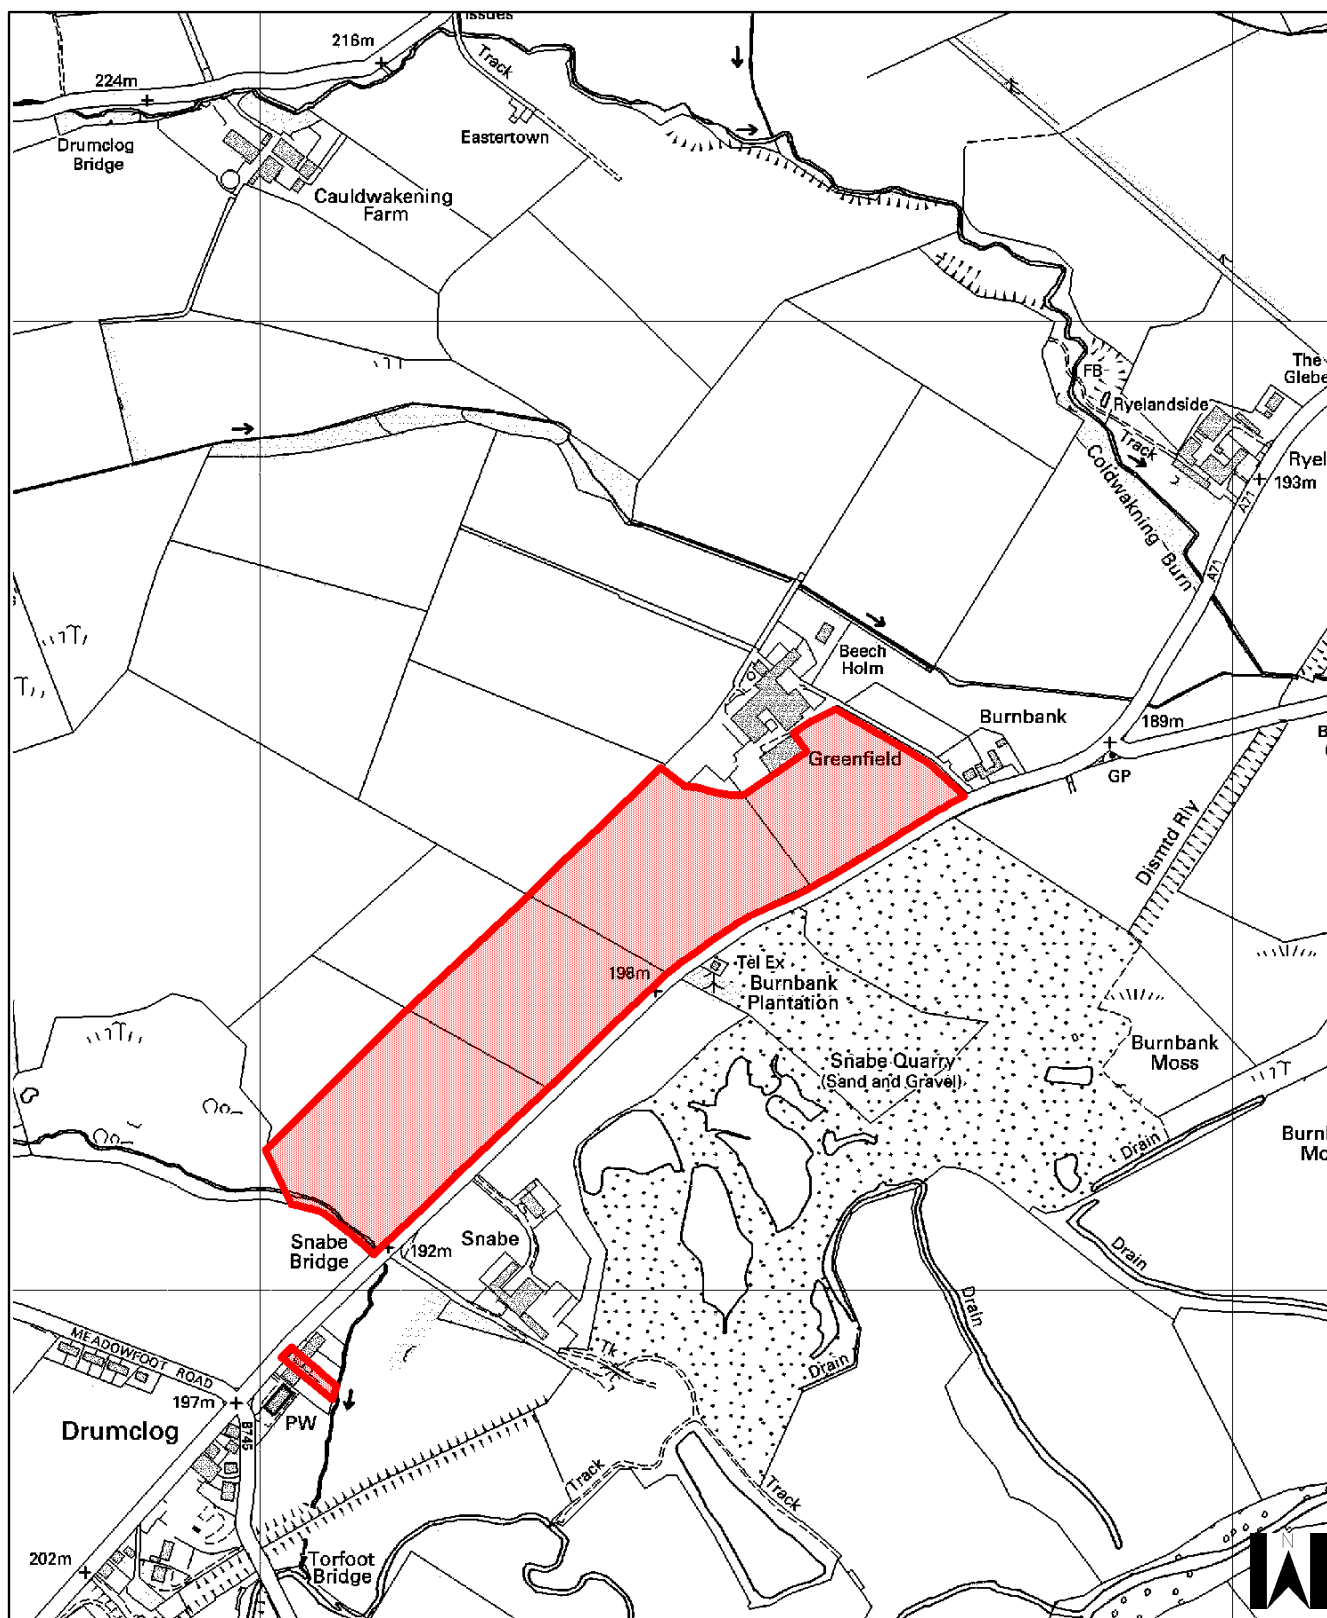 Issues
216m
Track
224m
Drumclog
Bridge
Eastertown
Cauldwakening
Farm
The
Glebe
FB
Ryelandside
Track
Ryel
193m
A71
Coldwakning Burn
A71
Beech
Holm
Burnbank
189m
GP
Greenfield
Dismtd Rly
Tel Ex
198m
Burnbank
Plantation
Snabe Quarry
(Sand and Gravel)
Burnbank
Moss
Drain
Burn
Mo
Snabe
Bridge
192m
Snabe
Drain
Drain
MEADOWFOOT ROAD
Tk
Drain
197m
Drumclog
PW
B745
Track
Track
202m
Torfoot
Bridge
N